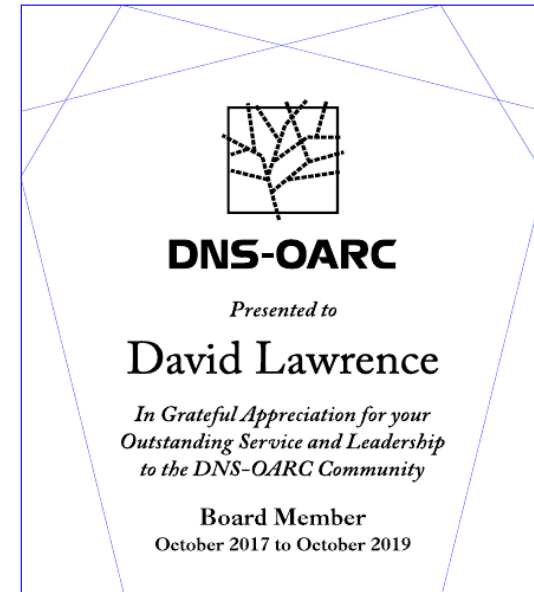 DNS-OARC
Presented to
David Lawrence
In Grateful Appreciation for your
Outstanding Service and Leadership
to the DNS-OARC Community
Board Member
October 2017 to October 2019